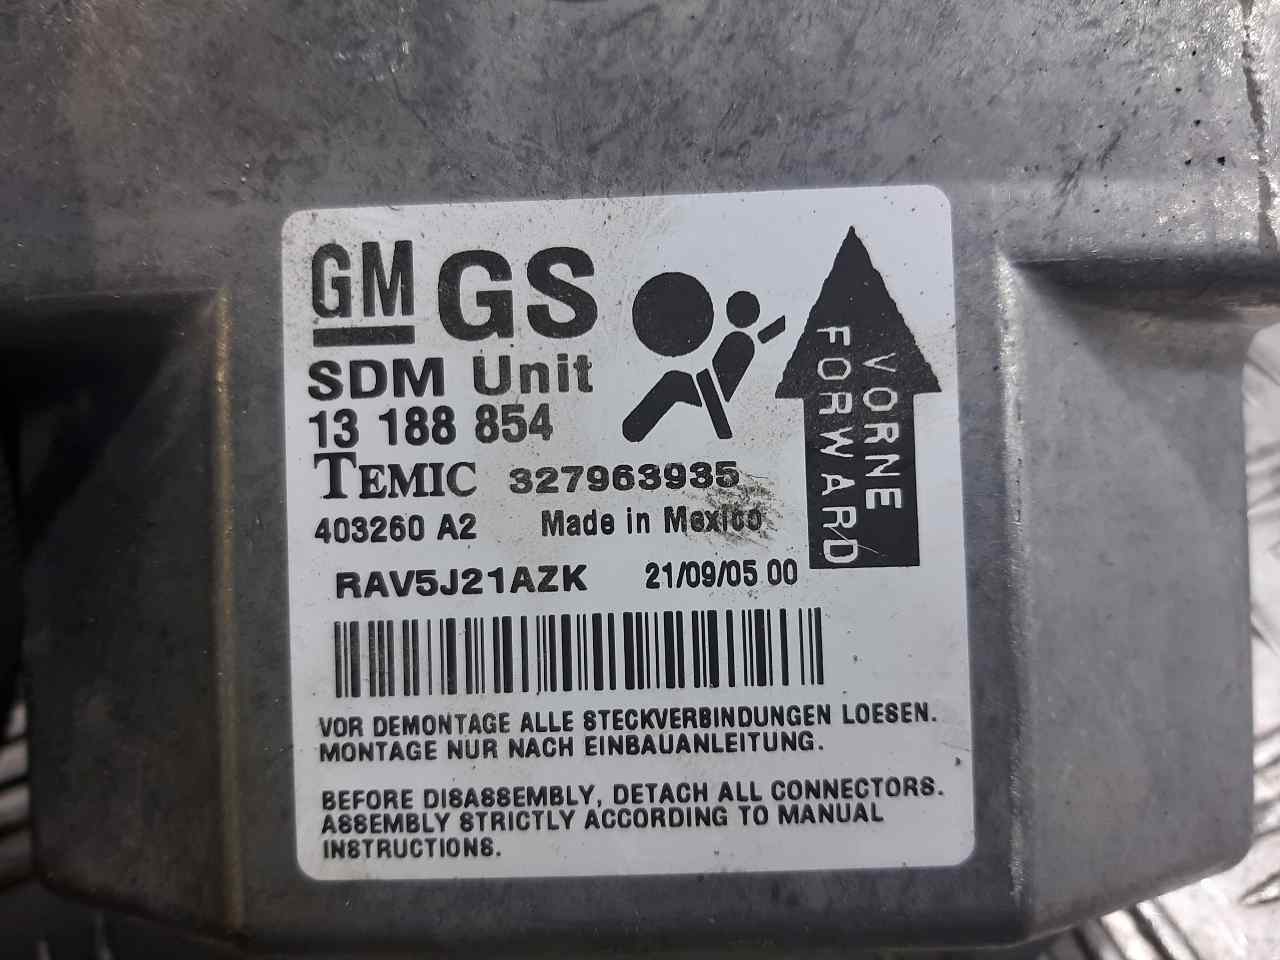 GM GS
SDM Unit
13 188 854
TEMIC 327963935
403260 A2 Made in Mexico
RAV5J21AZK 21/09/05 00
VORNE
FORWARD
VOR DEMONTAGE ALLE STECKVERBINDUNGEN LOESEN.
MONTAGE NUR NACH EINBAUANLEITUNG.
BEFORE DISASSEMBLY, DETACH ALL CONNECTORS.
ASSEMBLY STRICTLY ACCORDING TO MANUAL
INSTRUCTIONS.